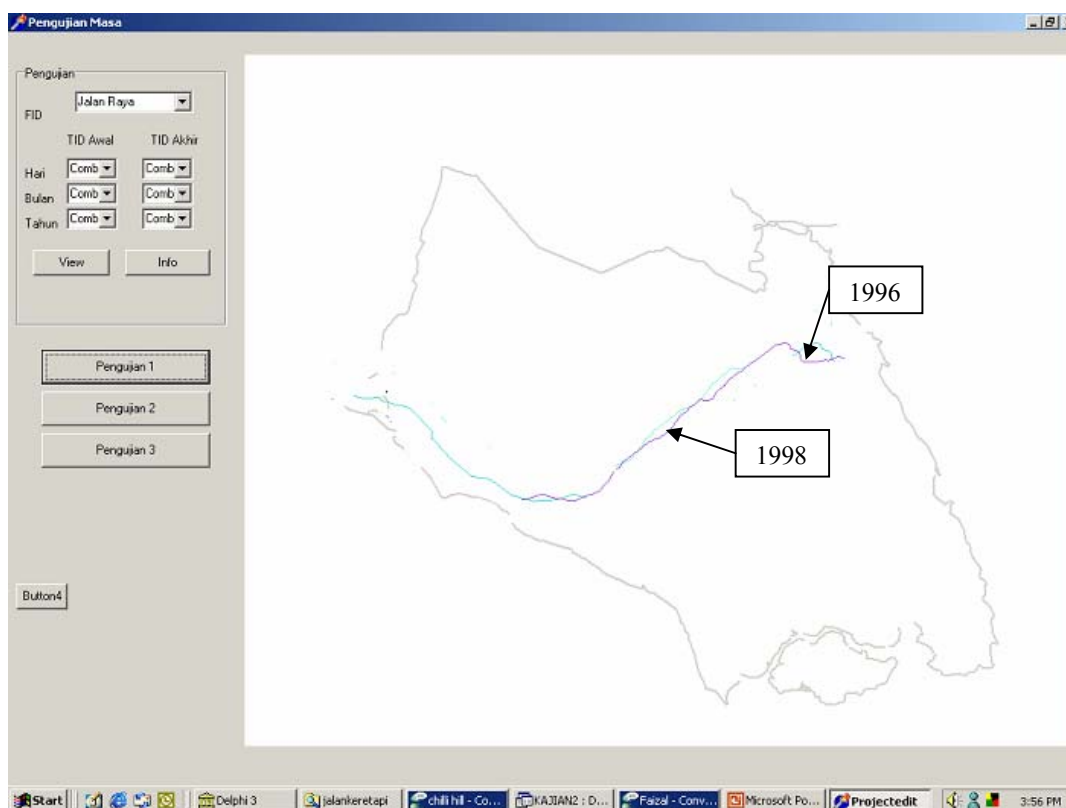 Pengujian Masa
Pengujian
FID
Jalan Raya
TID Awal TID Akhir
Hari Comb Comb
Bulan Comb Comb
Tahun Comb Comb
View Info
Pengujian 1
Pengujian 2
Pengujian 3
Button4
1996
1998
Start Delphi 3 jalankeretapi chili hill - Co... KAJIAN2 : D... Faizal - Conv... Microsoft Po... Projectedit 3:56 PM